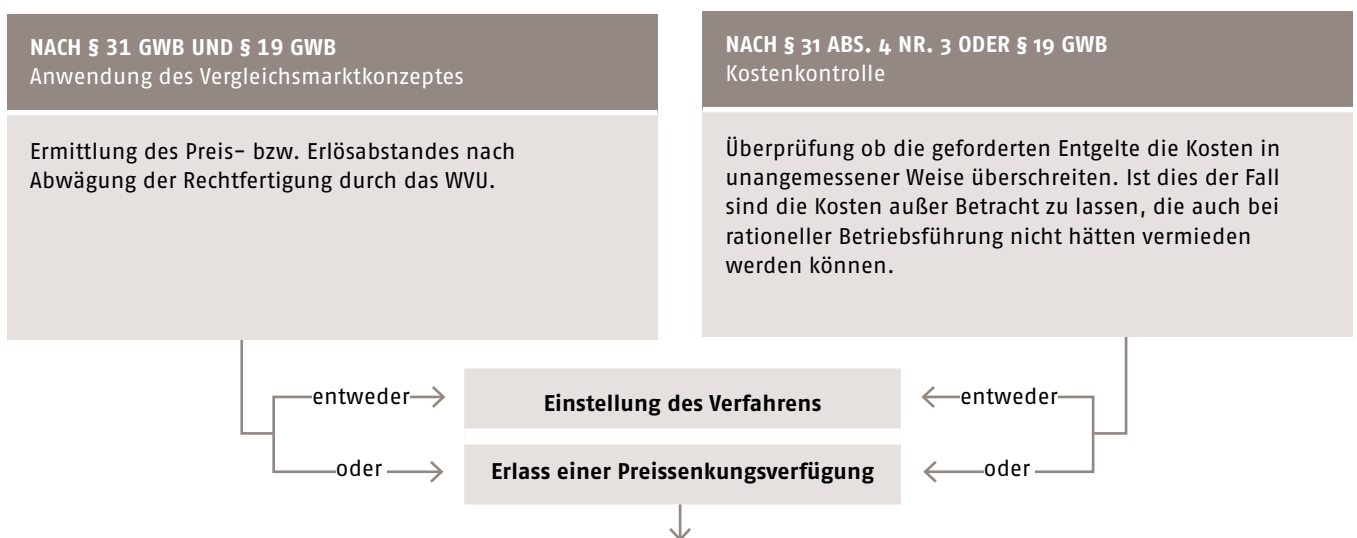 NACH § 31 GWB UND § 19 GWB
Anwendung des Vergleichsmarktkonzeptes
Ermittlung des Preis- bzw. Erlösabstandes nach
Abwägung der Rechtfertigung durch das WVU.
NACH § 31 ABS. 4 NR. 3 ODER § 19 GWB
Kostenkontrolle
Überprüfung ob die geforderten Entgelte die Kosten in
unangemessener Weise überschreiten. Ist dies der Fall
sind die Kosten außer Betracht zu lassen, die auch bei
rationeller Betriebsführung nicht hätten vermieden
werden können.
entweder Einstellung des Verfahrens entweder
oder Erlass einer Preissenkungsverfügung oder